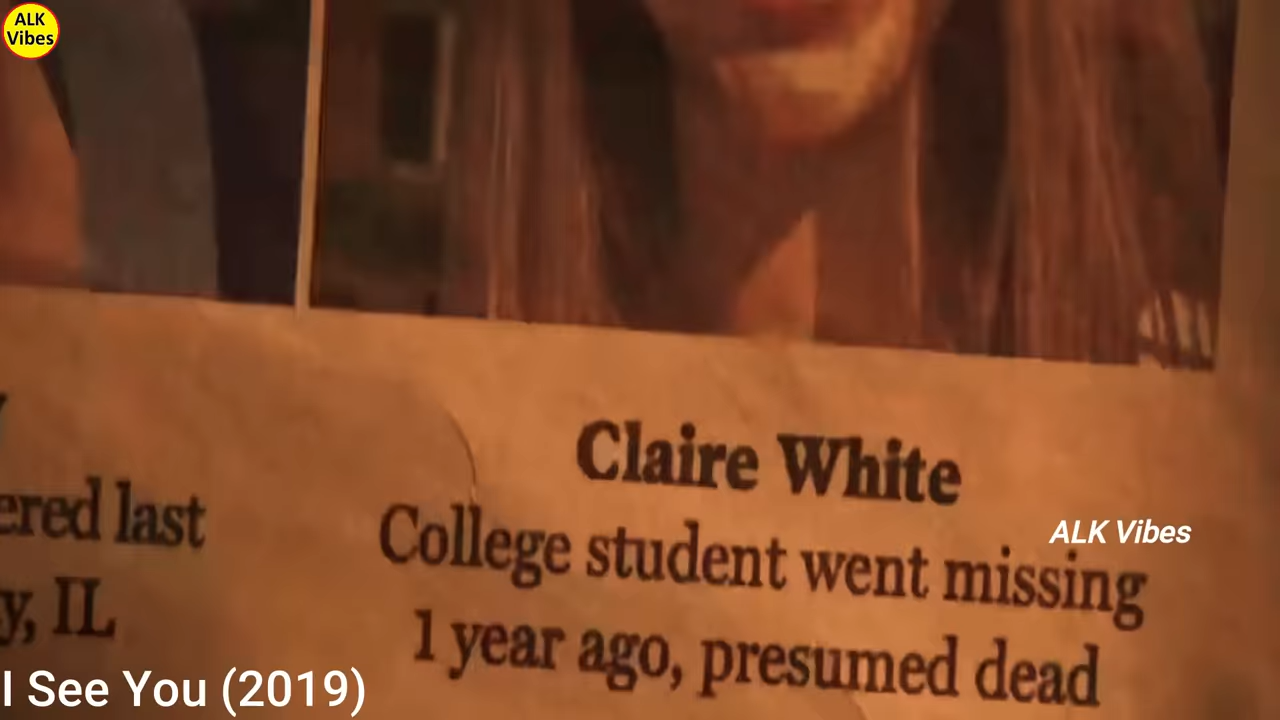 ALK
Vibes
Claire White
College student went missing
1 year ago, presumed dead
last
IL
ALK Vibes
I See You (2019)